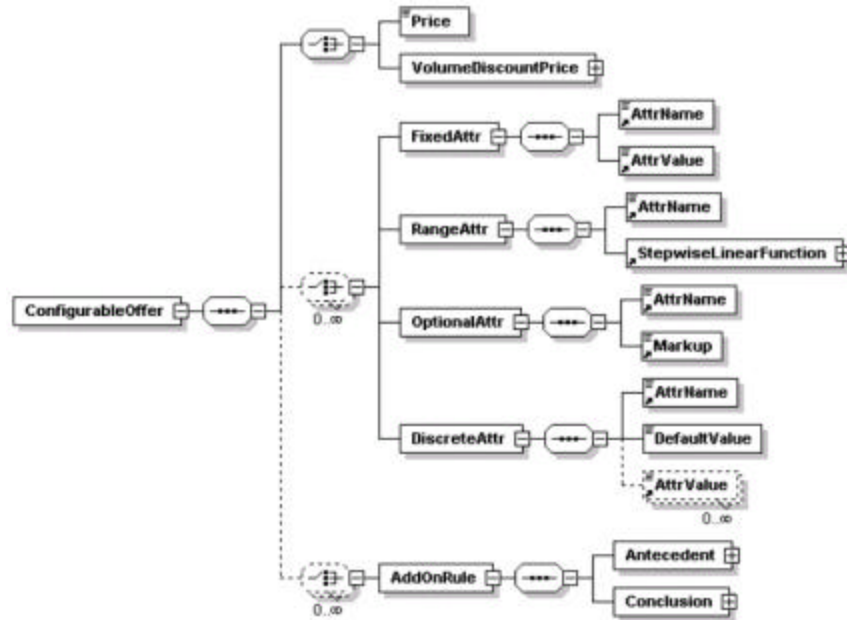 Price
VolumeDiscountPrice
FixedAttr
AttrName
AttrValue
RangeAttr
AttrName
StepwiseLinearFunction
ConfigurableOffer
0..∞
OptionalAttr
AttrName
Markup
DiscreteAttr
AttrName
DefaultValue
AttrValue
0..∞
AddOnRule
0..∞
Antecedent
Conclusion